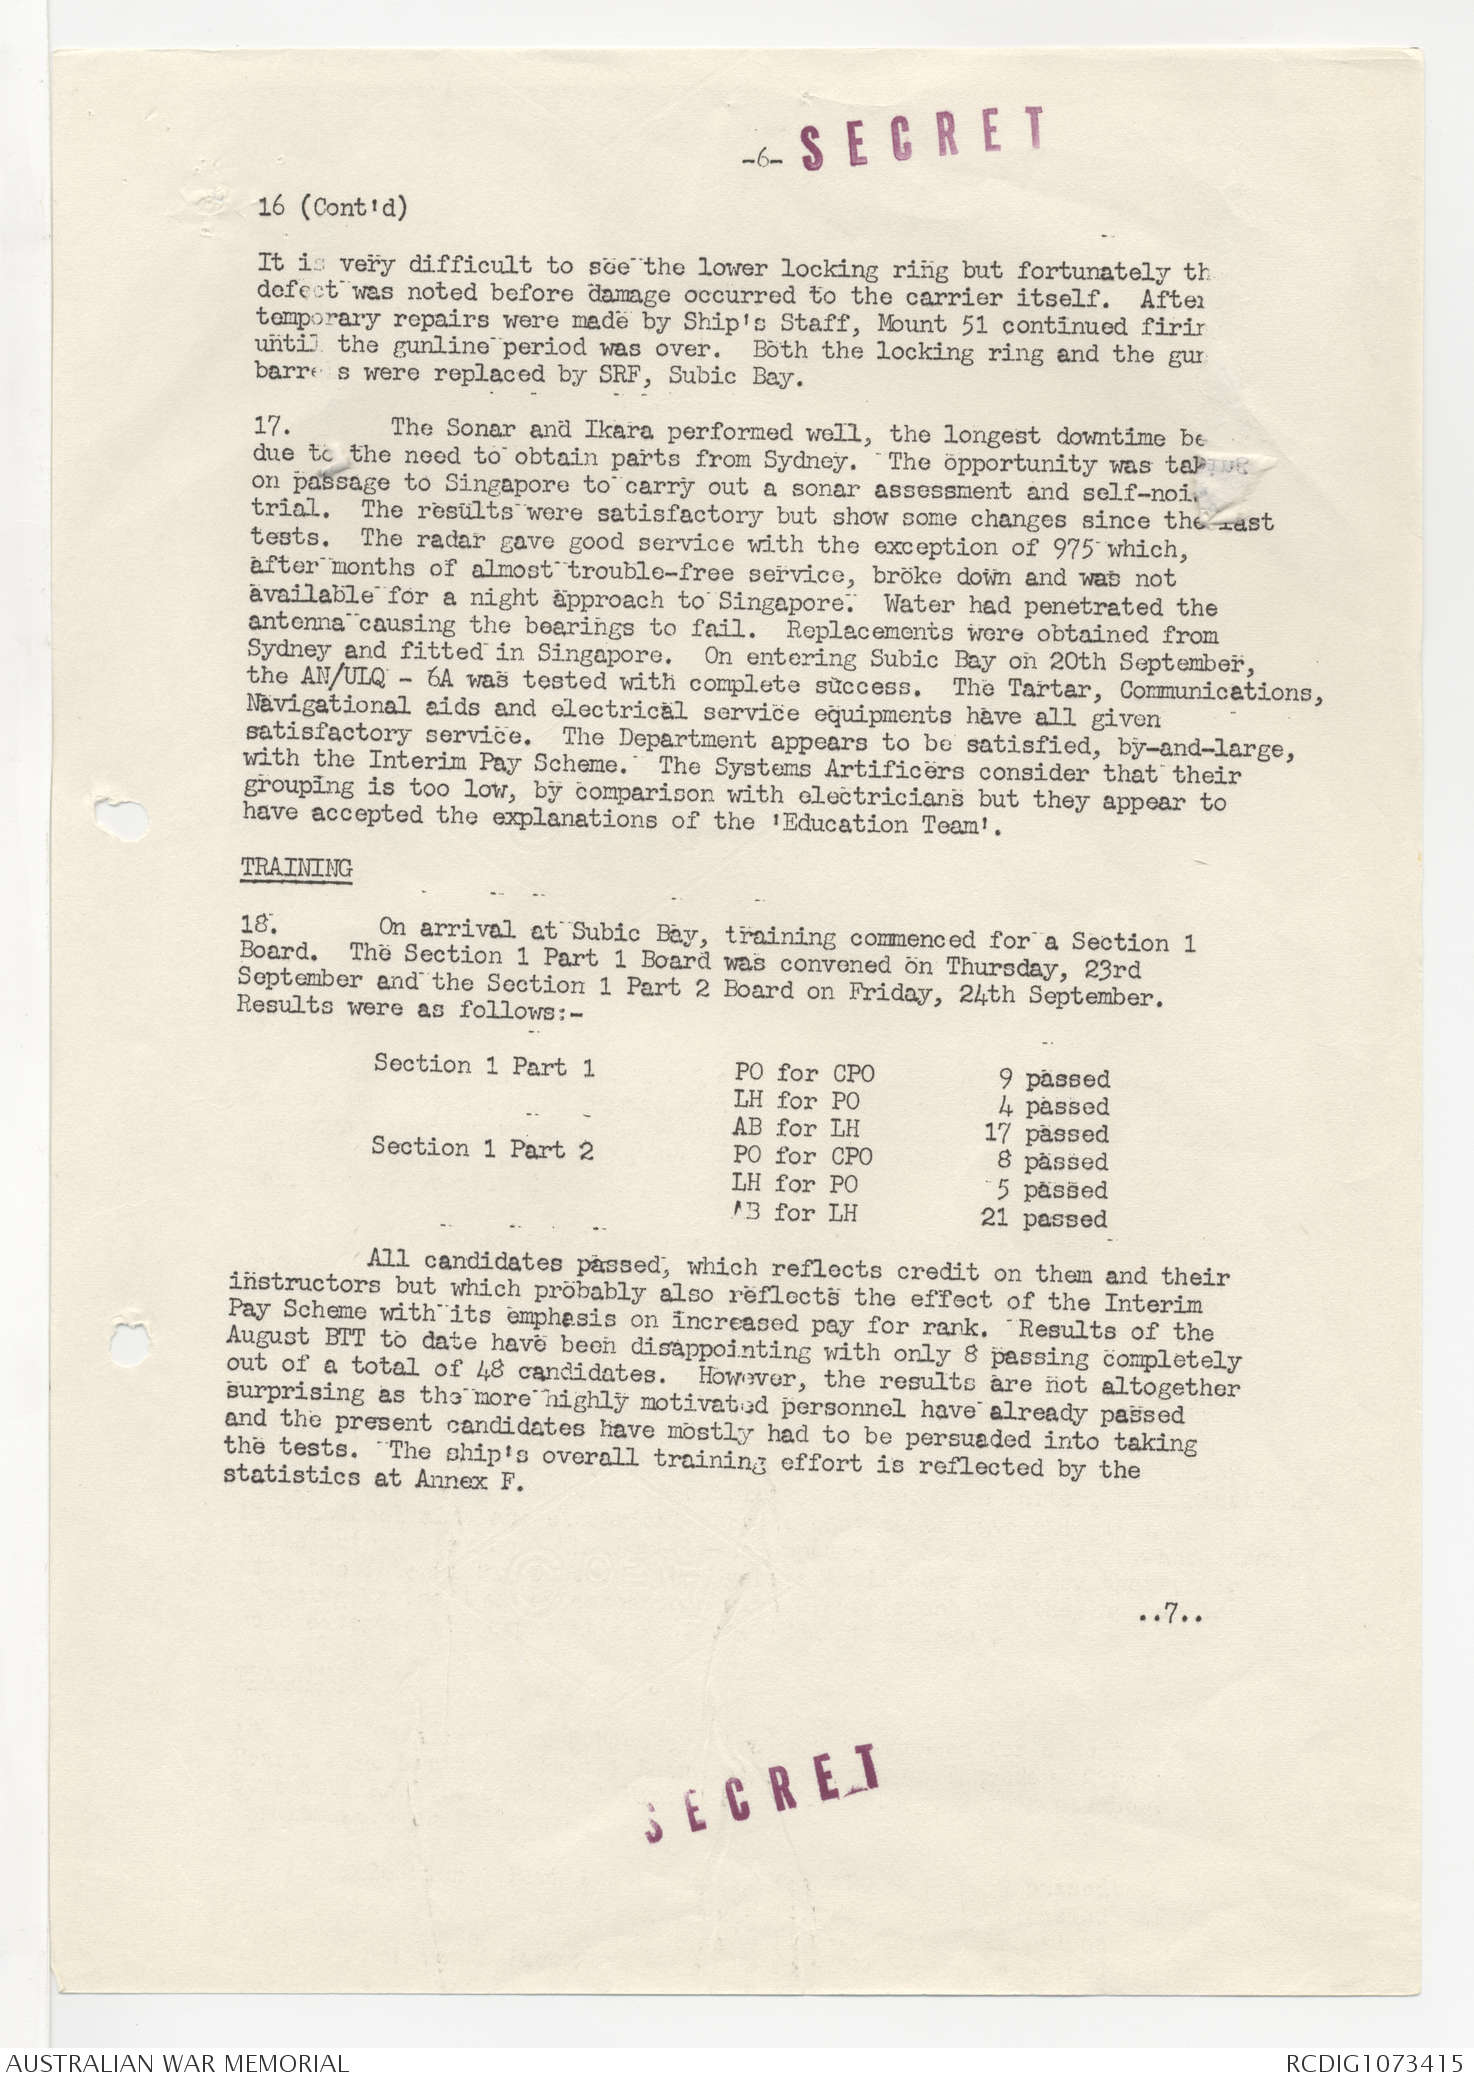 -6- SECRET
16 (Cont'd)
It is very difficult to see the lower locking ring but fortunately th
defect was noted before damage occurred to the carrier itself. After
temporary repairs were made by Ship's Staff, Mount 51 continued firin
until the gunline period was over. Both the locking ring and the gun
barrels were replaced by SRF, Subic Bay.
17. The Sonar and Ikara performed well, the longest downtime be
due to the need to obtain parts from Sydney. The opportunity was taking
on passage to Singapore to carry out a sonar assessment and self-noi
trial. The results were satisfactory but show some changes since the last
tests. The radar gave good service with the exception of 975 which,
after months of almost trouble-free service, broke down and was not
available for a night approach to Singapore. Water had penetrated the
antenna causing the bearings to fail. Replacements were obtained from
Sydney and fitted in Singapore. On entering Subic Bay on 20th September,
the AN/ULQ - 6A was tested with complete success. The Tartar, Communications,
Navigational aids and electrical service equipments have all given
satisfactory service. The Department appears to be satisfied, by-and-large,
with the Interim Pay Scheme. The Systems Artificers consider that their
grouping is too low, by comparison with electricians but they appear to
have accepted the explanations of the 'Education Team'.
TRAINING
18. On arrival at Subic Bay, training commenced for a Section 1
Board. The Section 1 Part 1 Board was convened on Thursday, 23rd
September and the Section 1 Part 2 Board on Friday, 24th September.
Results were as follows:-
Section 1 Part 1 PO for CPO 9 passed
LH for PO 4 passed
AB for LH 17 passed
Section 1 Part 2 PO for CPO 8 passed
LH for PO 5 passed
AB for LH 21 passed
All candidates passed, which reflects credit on them and their
instructors but which probably also reflects the effect of the Interim
Pay Scheme with its emphasis on increased pay for rank. Results of the
August BTT to date have been disappointing with only 8 passing completely
out of a total of 48 candidates. However, the results are not altogether
surprising as the more highly motivated personnel have already passed
and the present candidates have mostly had to be persuaded into taking
the tests. The ship's overall training effort is reflected by the
statistics at Annex F.
..7..
SECRET
AUSTRALIAN WAR MEMORIAL RCDIG1073415